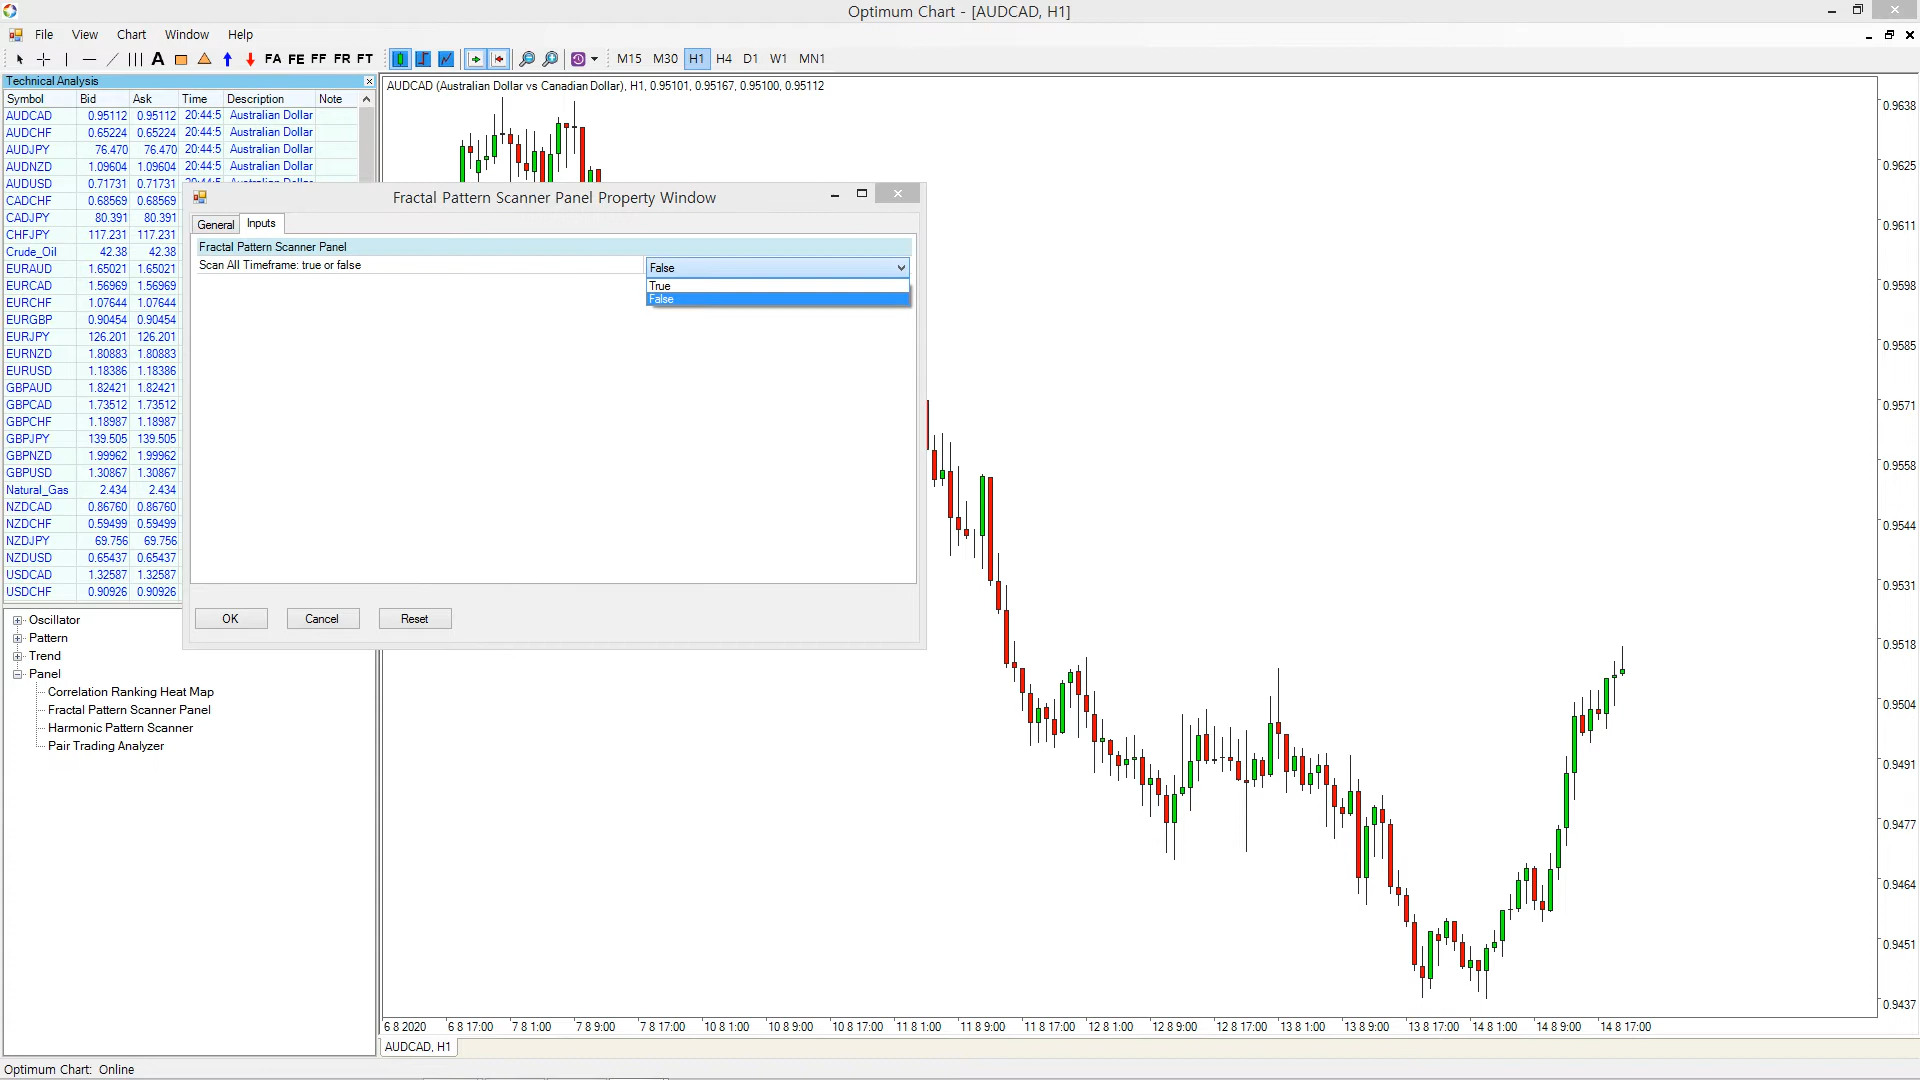 Optimum Chart - [AUDCAD, H1]
File View Chart Window Help
A FA FE FF FR FT M15 M30 H1 H4 D1 W1 MN1
Technical Analysis
Symbol Bid Ask Time Description Note
AUDCAD 0.95112 0.95112 20:44:5 Australian Dollar
AUDCHF 0.65224 0.65224 20:44:5 Australian Dollar
AUDJPY 76.470 76.470 20:44:5 Australian Dollar
AUDNZD 1.09604 1.09604 20:44:5 Australian Dollar
AUDUSD 0.71731 0.71731 20:44:5 Australian Dollar
CADCHF 0.68569 0.68569
CADJPY 80.391 80.391
CHFJPY 117.231 117.231
Crude_Oil 42.38 42.38
EURAUD 1.65021 1.65021
EURCAD 1.56969 1.56969
EURCHF 1.07644 1.07644
EURGBP 0.90454 0.90454
EURJPY 126.201 126.201
EURNZD 1.80883 1.80883
EURUSD 1.18386 1.18386
GBPAUD 1.82421 1.82421
GBPCAD 1.73512 1.73512
GBPCHF 1.18987 1.18987
GBPJPY 139.505 139.505
GBPNZD 1.99962 1.99962
GBPUSD 1.30867 1.30867
Natural_Gas 2.434 2.434
NZDCAD 0.86760 0.86760
NZDCHF 0.59499 0.59499
NZDJPY 69.756 69.756
NZDUSD 0.65437 0.65437
USDCAD 1.32587 1.32587
USDCHF 0.90926 0.90926
Oscillator
Pattern
Trend
Panel
Correlation Ranking Heat Map
Fractal Pattern Scanner Panel
Harmonic Pattern Scanner
Pair Trading Analyzer
Fractal Pattern Scanner Panel Property Window
General Inputs
Fractal Pattern Scanner Panel
Scan All Timeframe: true or false False
True
False
OK Cancel Reset
AUDCAD (Australian Dollar vs Canadian Dollar), H1, 0.95101, 0.95167, 0.95100, 0.95112
0.9638
0.9625
0.9611
0.9598
0.9585
0.9571
0.9558
0.9544
0.9531
0.9518
0.9504
0.9491
0.9477
0.9464
0.9451
0.9437
6 8 2020 6 8 17:00 7 8 1:00 7 8 9:00 7 8 17:00 10 8 1:00 10 8 9:00 10 8 17:00 11 8 1:00 11 8 9:00 11 8 17:00 12 8 1:00 12 8 9:00 12 8 17:00 13 8 1:00 13 8 9:00 13 8 17:00 14 8 1:00 14 8 9:00 14 8 17:00
AUDCAD, H1
Optimum Chart: Online